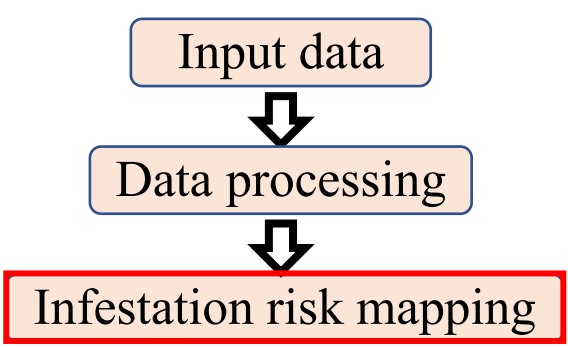 Input data
Data processing
Infestation risk mapping